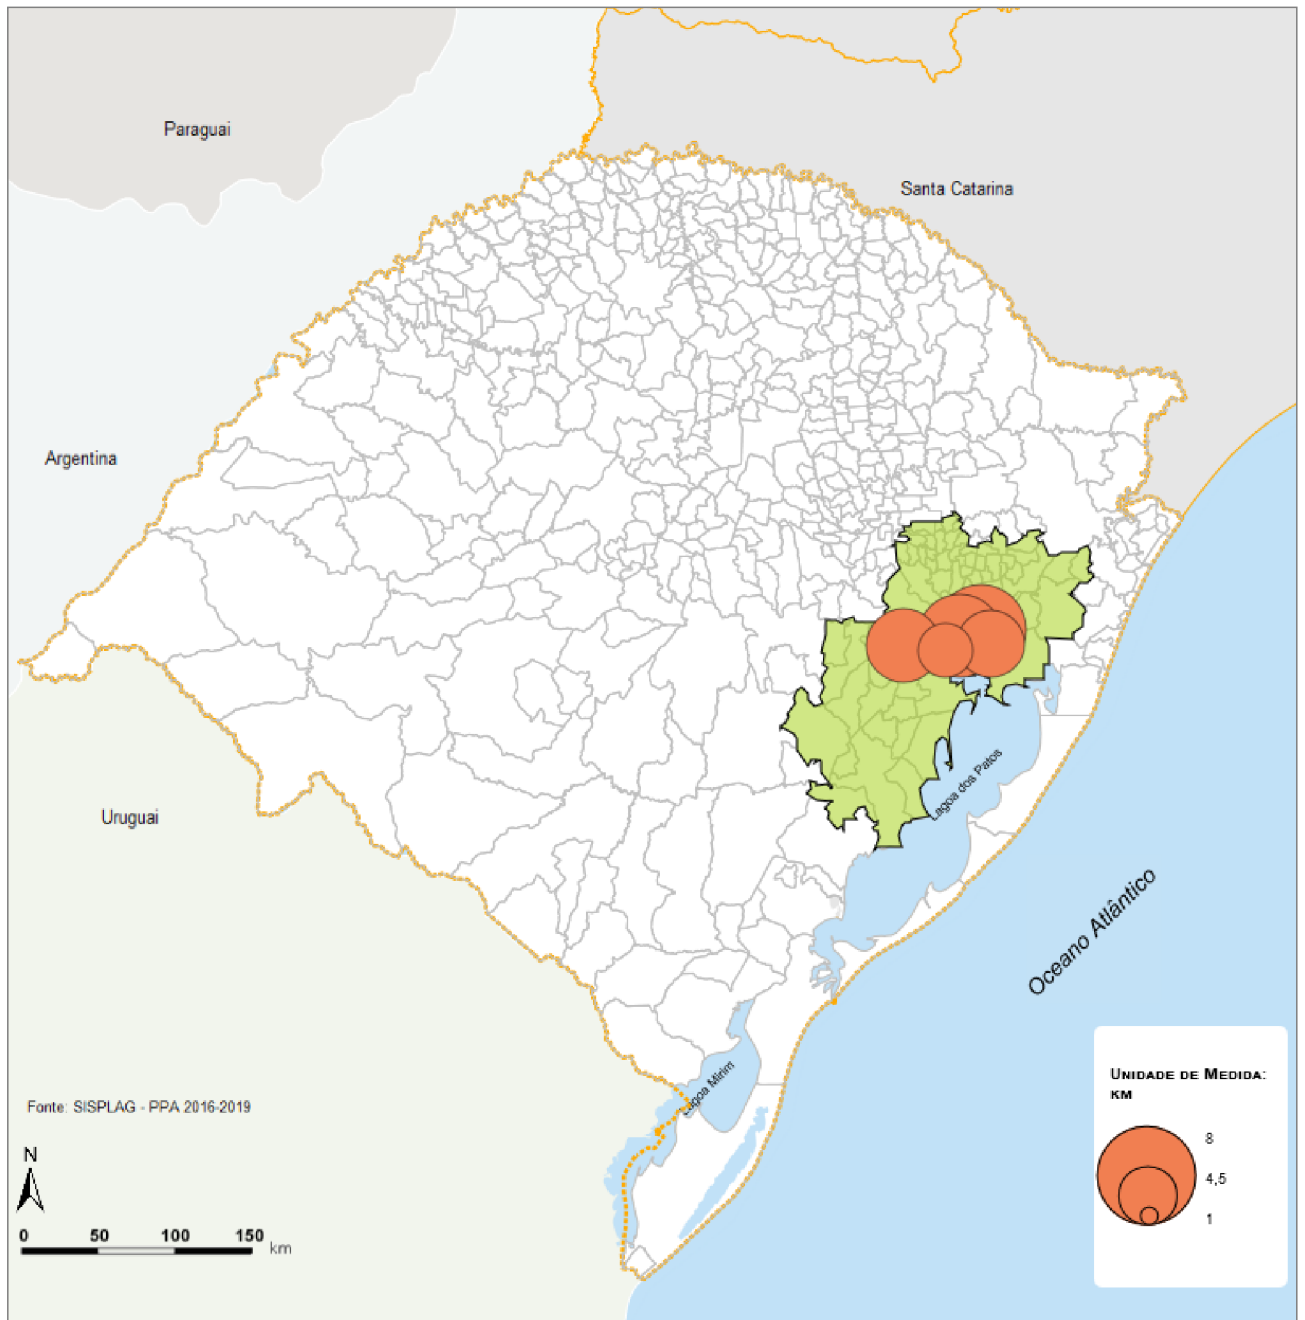 Paraguai
Santa Catarina
Argentina
Uruguai
Lagoa dos Patos
Oceano Atlântico
Lagoa Mirim
Fonte: SISPLAG - PPA 2016-2019
N
0 50 100 150
km
UNIDADE DE MEDIDA:
KM
8
4,5
1